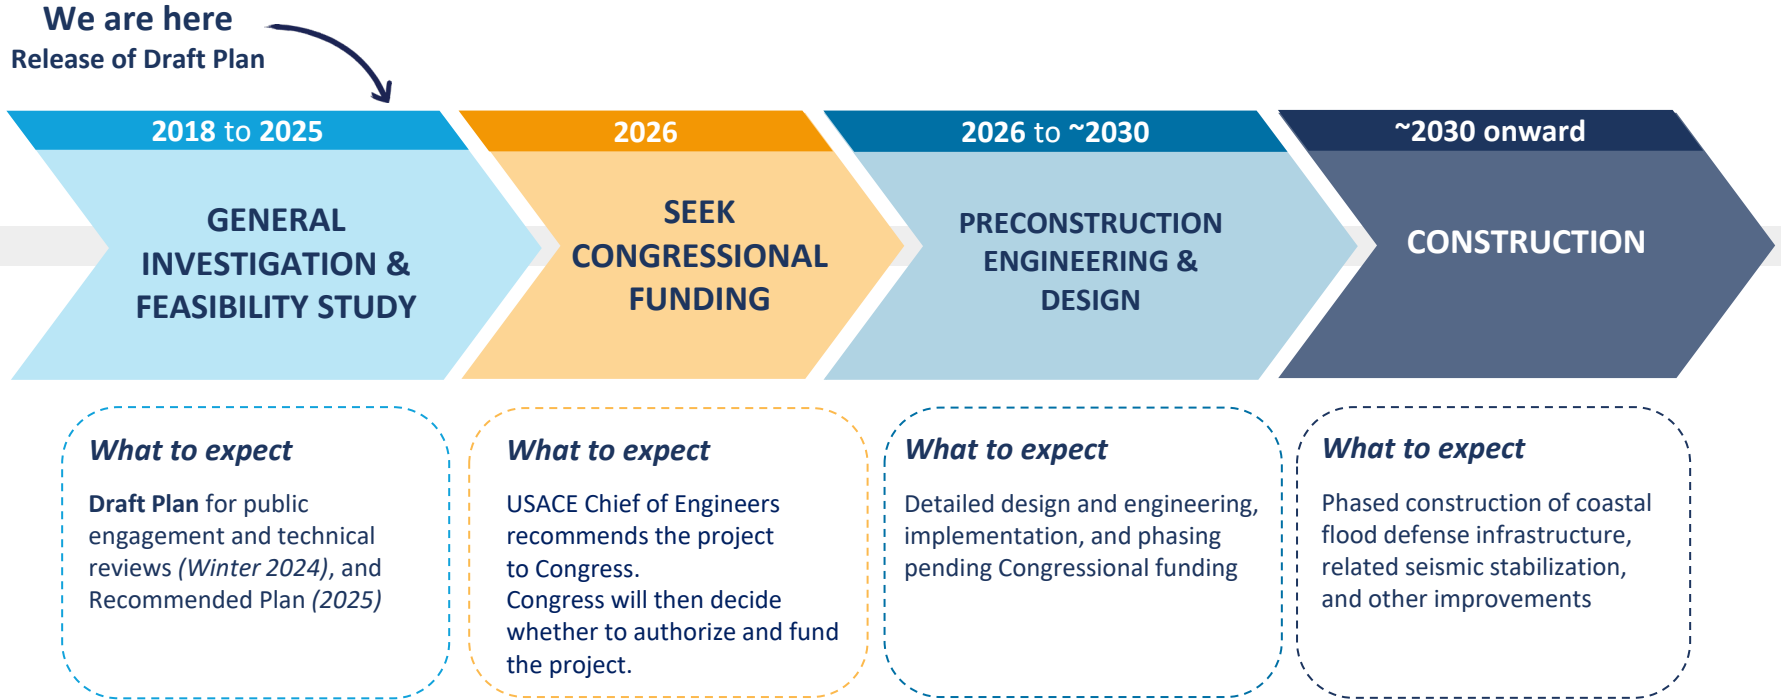 We are here
Release of Draft Plan
2018 to 2025
GENERAL
INVESTIGATION &
FEASIBILITY STUDY
2026
SEEK
CONGRESSIONAL
FUNDING
2026 to ~2030
PRECONSTRUCTION
ENGINEERING &
DESIGN
~2030 onward
CONSTRUCTION
What to expect
Draft Plan for public
engagement and technical
reviews (Winter 2024), and
Recommended Plan (2025)
What to expect
USACE Chief of Engineers
recommends the project
to Congress.
Congress will then decide
whether to authorize and fund
the project.
What to expect
Detailed design and engineering,
implementation, and phasing
pending Congressional funding
What to expect
Phased construction of coastal
flood defense infrastructure,
related seismic stabilization,
and other improvements